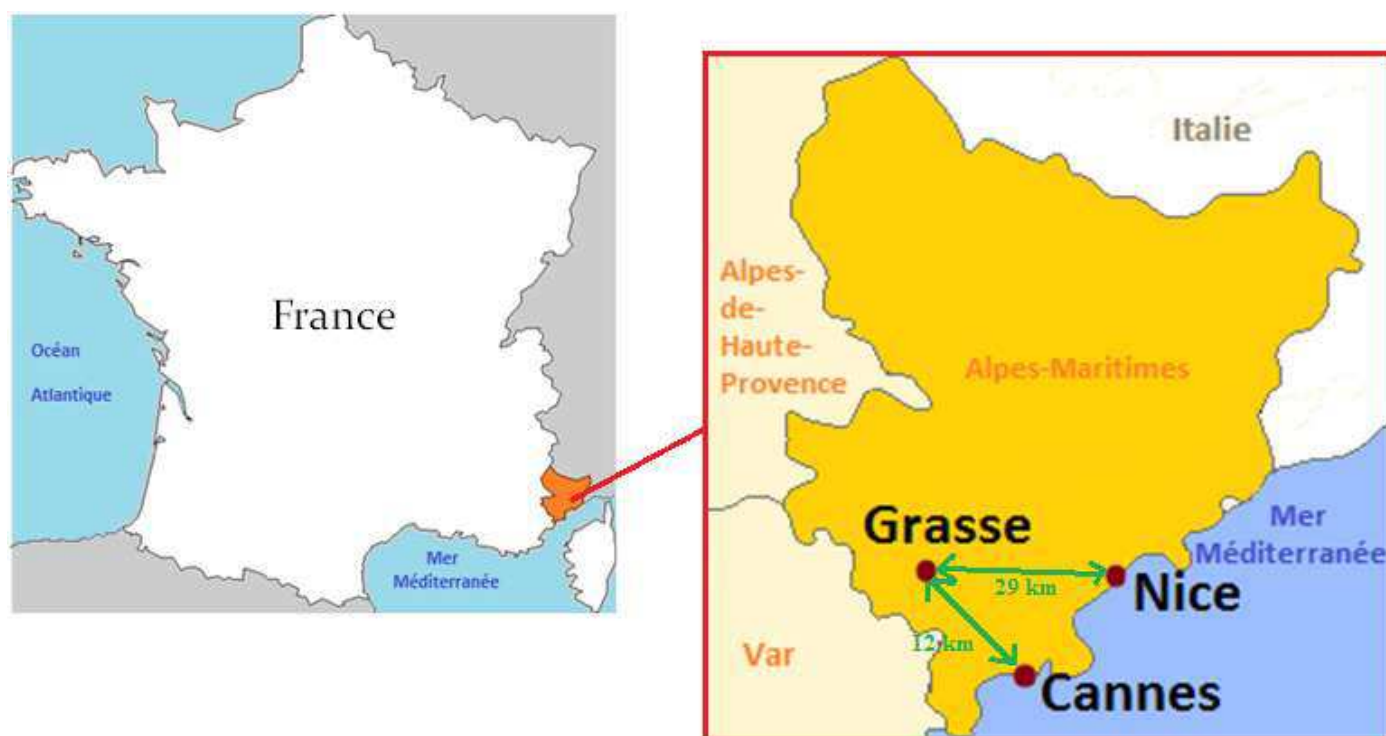 France
Océan
Atlantique
Mer
Méditerranée
Italie
Alpes-
de-
Haute-
Provence
Alpes-Maritimes
Grasse
Mer
Méditerranée
29 km
Nice
12 km
Var
Cannes